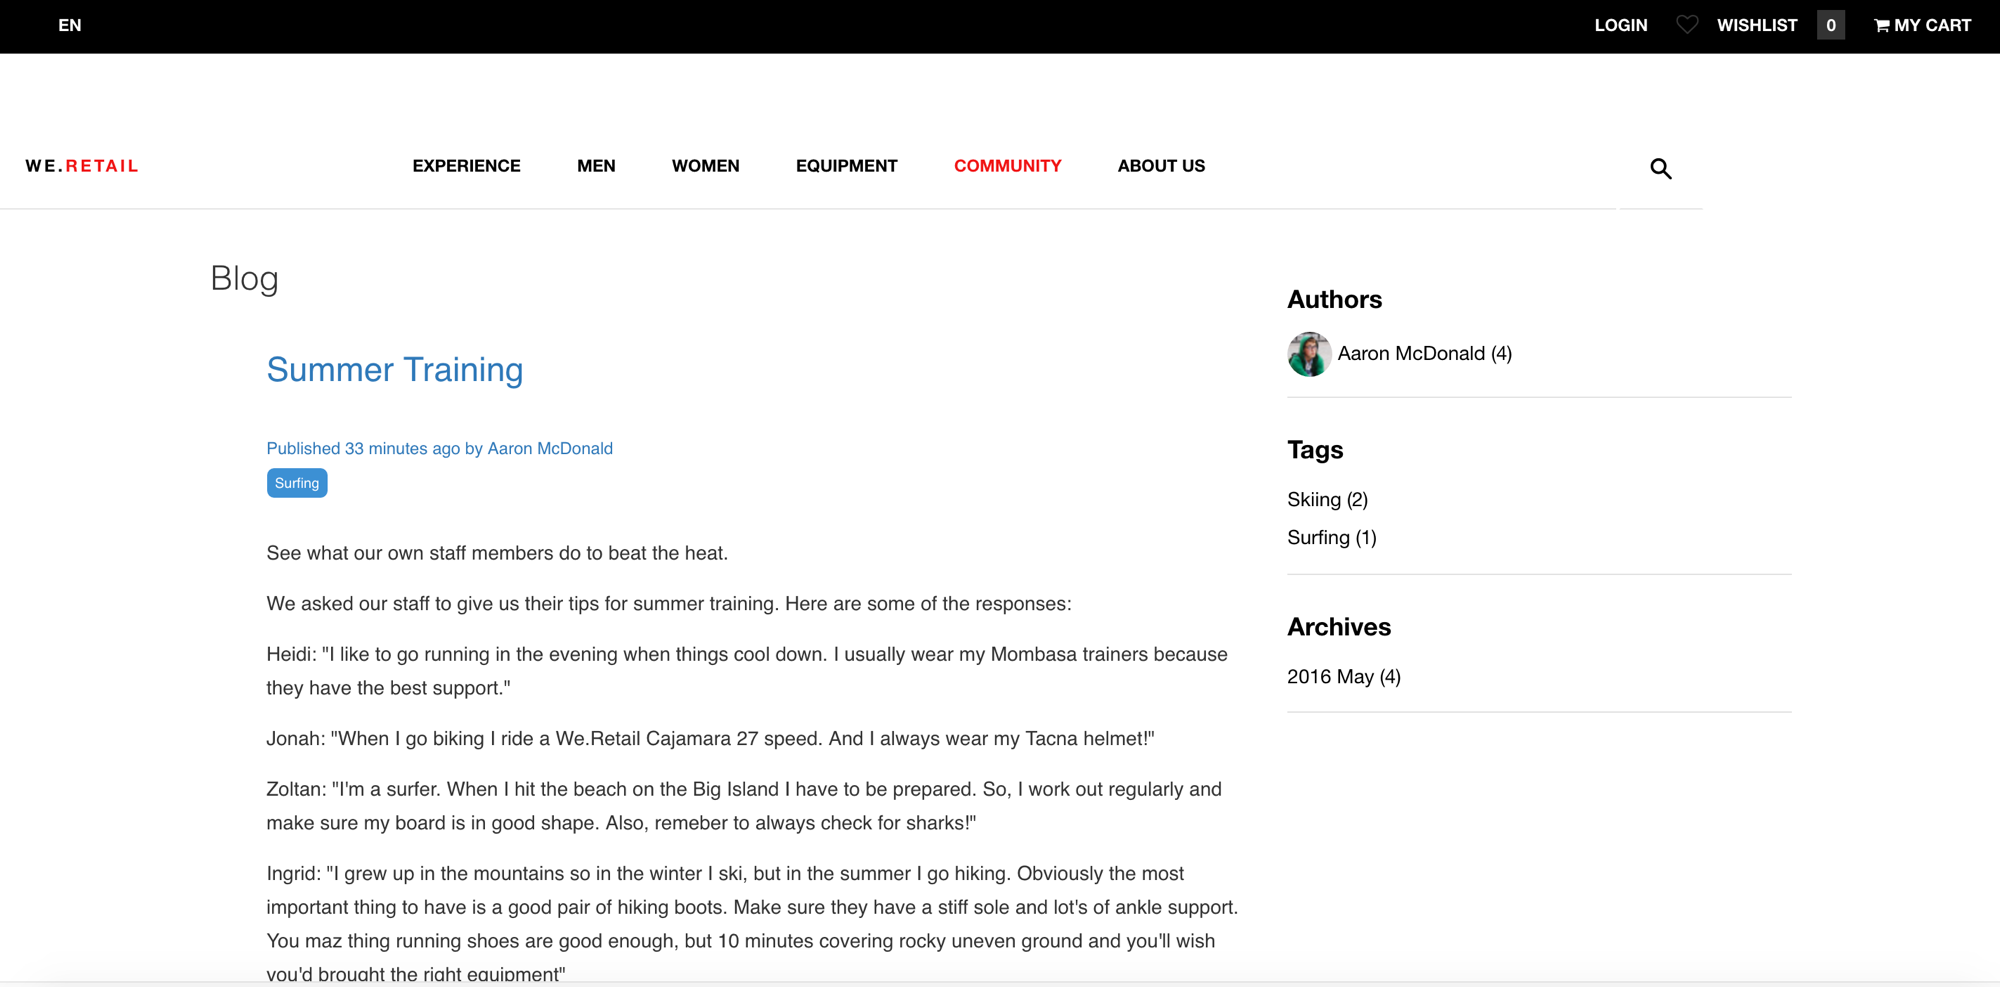 EN
LOGIN WISHLIST 0 MY CART
WE.RETAIL EXPERIENCE MEN WOMEN EQUIPMENT COMMUNITY ABOUT US
Blog
Summer Training
Published 33 minutes ago by Aaron McDonald
Surfing
See what our own staff members do to beat the heat.
We asked our staff to give us their tips for summer training. Here are some of the responses:
Heidi: "I like to go running in the evening when things cool down. I usually wear my Mombasa trainers because
they have the best support."
Jonah: "When I go biking I ride a We.Retail Cajamara 27 speed. And I always wear my Tacna helmet!"
Zoltan: "I'm a surfer. When I hit the beach on the Big Island I have to be prepared. So, I work out regularly and
make sure my board is in good shape. Also, remeber to always check for sharks!"
Ingrid: "I grew up in the mountains so in the winter I ski, but in the summer I go hiking. Obviously the most
important thing to have is a good pair of hiking boots. Make sure they have a stiff sole and lot's of ankle support.
You maz thing running shoes are good enough, but 10 minutes covering rocky uneven ground and you'll wish
you'd brought the right equipment"
Authors
Aaron McDonald (4)
Tags
Skiing (2)
Surfing (1)
Archives
2016 May (4)